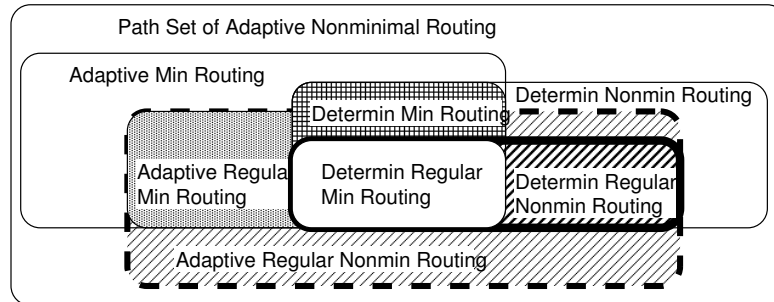 Path Set of Adaptive Nonminimal Routing
Adaptive Min Routing
Determin Nonmin Routing
Determin Min Routing
Adaptive Regular
Min Routing
Determin Regular
Min Routing
Determin Regular
Nonmin Routing
Adaptive Regular Nonmin Routing